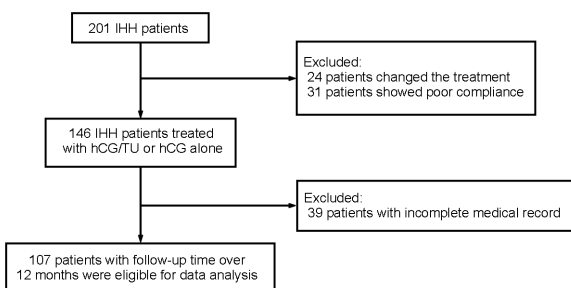 201 IHH patients
Excluded:
24 patients changed the treatment
31 patients showed poor compliance
146 IHH patients treated
with hCG/TU or hCG alone
Excluded:
39 patients with incomplete medical record
107 patients with follow-up time over
12 months were eligible for data analysis